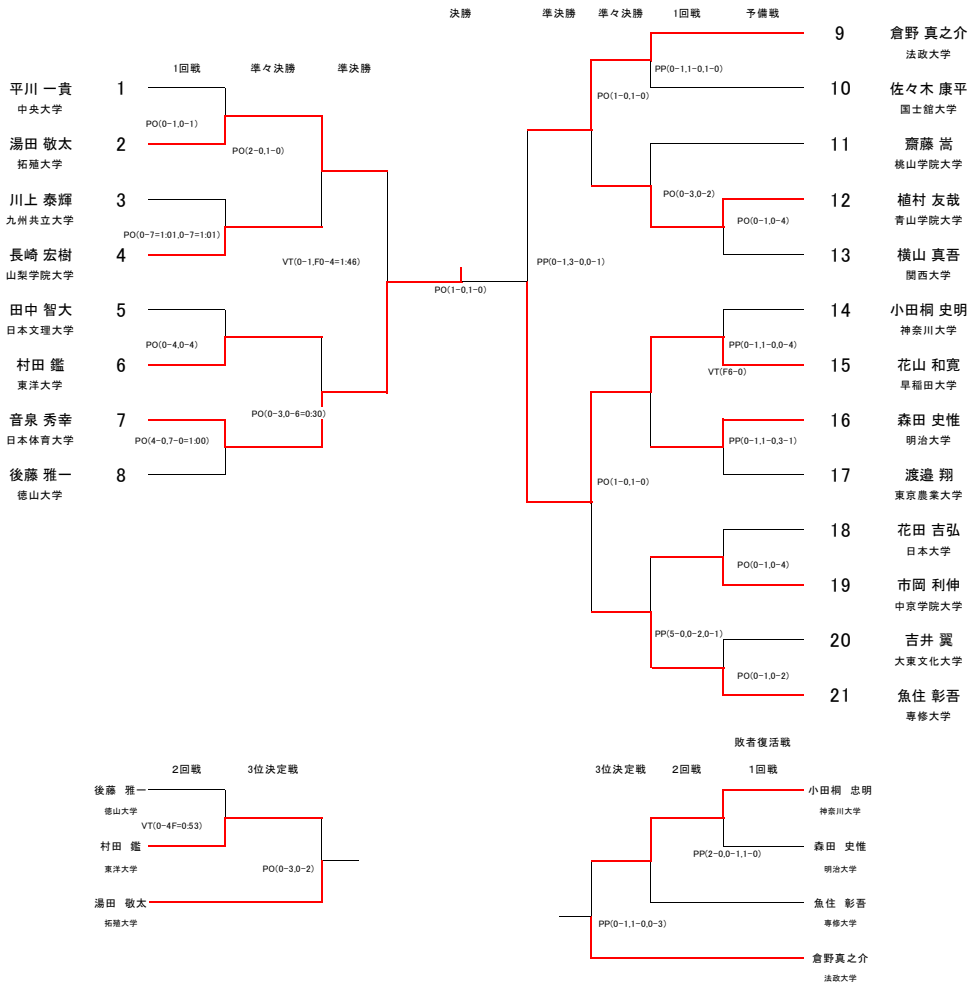 決勝
準決勝
準々決勝
1回戦
予備戦
1回戦
準々決勝
準決勝
平川 一貴
1
中央大学
PO(0-1,0-1)
湯田 敬太
2
拓殖大学
PO(2-0,1-0)
川上 泰輝
3
九州共立大学
PO(0-7=1:01,0-7=1:01)
長崎 宏樹
4
山梨学院大学
VT(0-1,F0-4=1:46)
田中 智大
5
日本文理大学
PO(0-4,0-4)
村田 鑑
6
東洋大学
PO(0-3,0-6=0:30)
音泉 秀幸
7
日本体育大学
PO(4-0,7-0=1:00)
後藤 雅一
8
徳山大学
PO(1-0,1-0)
9
倉野 真之介
法政大学
PP(0-1,1-0,1-0)
10
佐々木 康平
国士舘大学
PO(1-0,1-0)
11
齋藤 嵩
桃山学院大学
PO(0-3,0-2)
12
植村 友哉
青山学院大学
PO(0-1,0-4)
13
横山 真吾
関西大学
PP(0-1,3-0,0-1)
14
小田桐 史明
神奈川大学
PP(0-1,1-0,0-4)
15
花山 和寛
早稲田大学
VT(F6-0)
16
森田 史惟
明治大学
PP(0-1,1-0,3-1)
17
渡邉 翔
東京農業大学
PO(1-0,1-0)
18
花田 吉弘
日本大学
PO(0-1,0-4)
19
市岡 利伸
中京学院大学
PP(5-0,0-2,0-1)
20
吉井 翼
大東文化大学
PO(0-1,0-2)
21
魚住 彰吾
専修大学
2回戦
3位決定戦
後藤 雅一
徳山大学
VT(0-4F=0:53)
村田 鑑
東洋大学
PO(0-3,0-2)
湯田 敬太
拓殖大学
敗者復活戦
3位決定戦
2回戦
1回戦
小田桐 忠明
神奈川大学
PP(2-0,0-1,1-0)
森田 史惟
明治大学
魚住 彰吾
専修大学
PP(0-1,1-0,0-3)
倉野真之介
法政大学